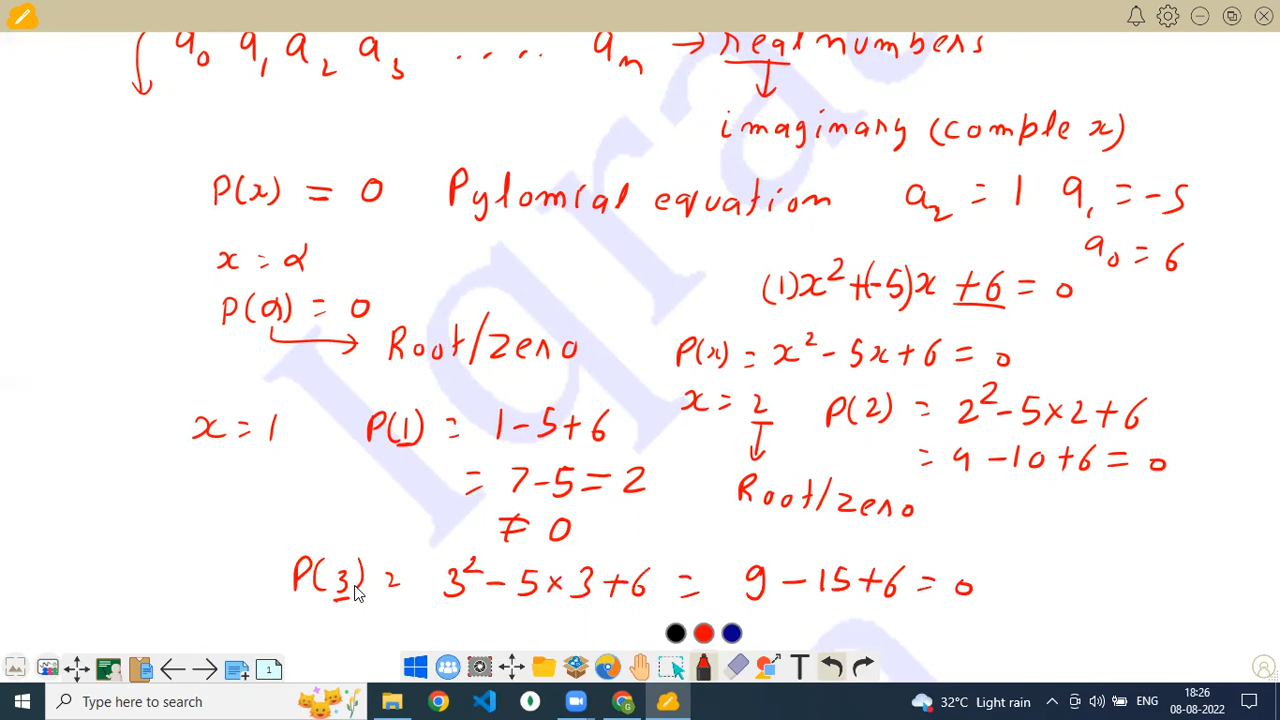 a₀ a₁ a₂ a₃ ..... aₙ → real numbers
imaginary (comple x)
P(x) = 0 Pylomial equation a₂ = 1 a₁ = -5
a₀ = 6
x = α
(1)x² + (-5)x + 6 = 0
P(α) = 0
Root/zero
P(x) = x² - 5x + 6 = 0
x = 2 P(2) = 2² - 5×2 + 6
x = 1 P(1) = 1 - 5 + 6
= 4 - 10 + 6 = 0
= 7 - 5 = 2
Root/zero
≠ 0
P(3) = 3² - 5×3 + 6 = 9 - 15 + 6 = 0
1
T
Type here to search
32°C Light rain
ENG
18:26
08-08-2022